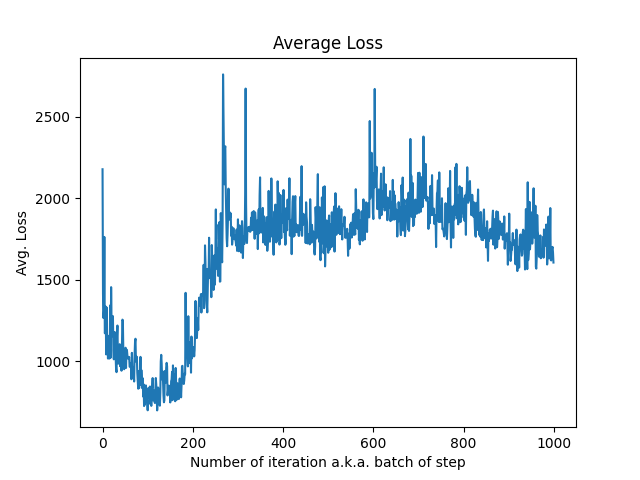 Average Loss
Avg. Loss
2500
2000
1500
1000
0 200 400 600 800 1000
Number of iteration a.k.a. batch of step